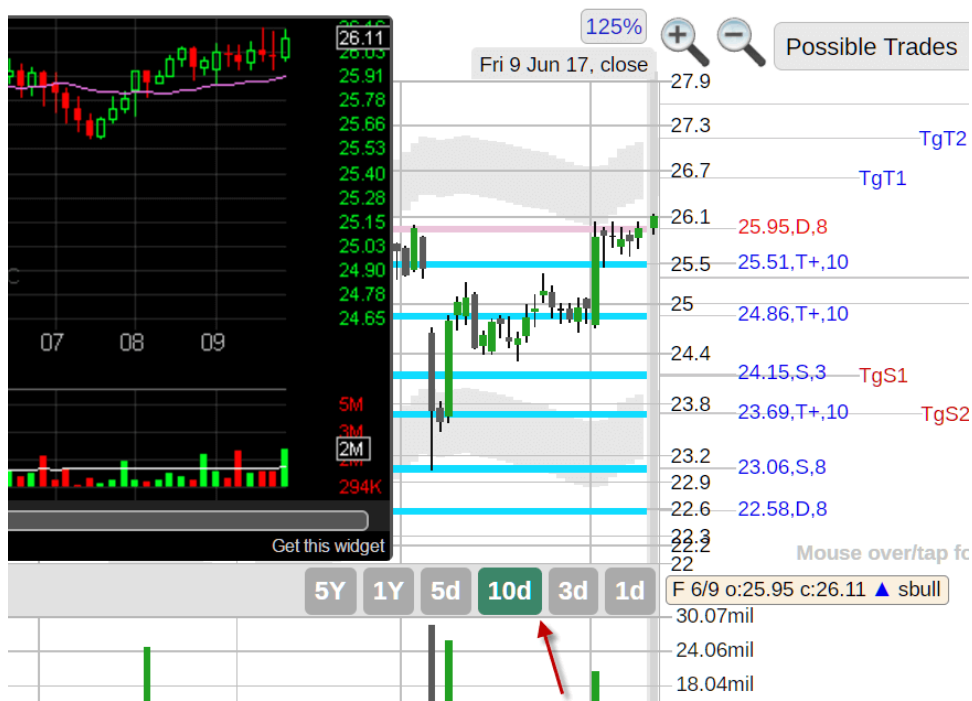 26.11
26.03
25.91
25.78
25.66
25.53
25.40
25.28
25.15
25.03
24.90
24.78
24.65
07 08 09
5M
3M
2M
294K
Get this widget
125%
Possible Trades
Fri 9 Jun 17, close
27.9
27.3
TgT2
26.7
TgT1
26.1
25.95,D,8
25.5
25.51,T+,10
25
24.86,T+,10
24.4
24.15,S,3
TgS1
23.8
23.69,T+,10
TgS2
23.2
23.06,S,8
22.9
22.6
22.58,D,8
22.3
22.2
22
Mouse over/tap fo
5Y 1Y 5d 10d 3d 1d
F 6/9 o:25.95 c:26.11 ▲ sbull
30.07mil
24.06mil
18.04mil